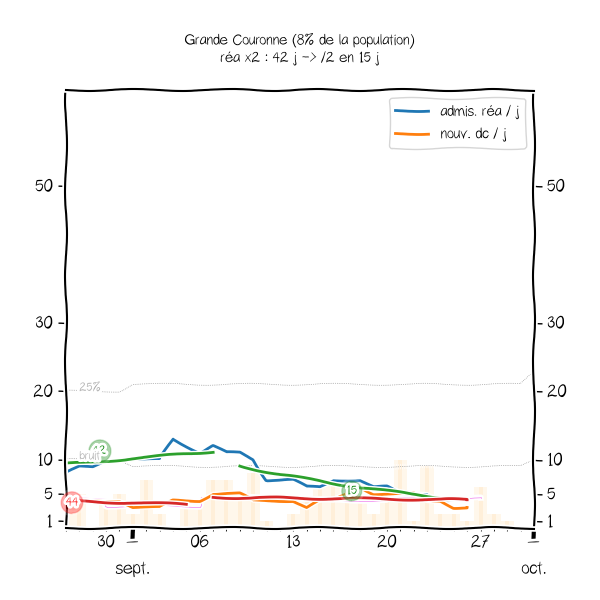 Grande Couronne (8% de la population)
réa x2 : 42 j -> /2 en 15 j
admis. réa / j
nouv. dc / j
50 50
30 30
25%
20 20
42
bruit
10 10
15
5 5
44
1 1
30 06 13 20 27
sept. oct.